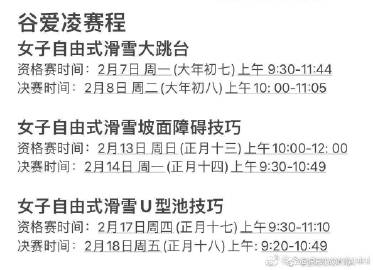 谷爱凌赛程
女子自由式滑雪大跳台
资格赛时间：2月7日 周一 (大年初七) 上午 9:30-11:44
决赛时间：2月8日 周二 (大年初八) 上午 10: 00-11:05
女子自由式滑雪坡面障碍技巧
资格赛时间：2月13日 周日 (正月十三) 上午10:00-12: 00
决赛时间：2月14日 周一 (正月十四) 上午 9:30-10:49
女子自由式滑雪 U 型池技巧
资格赛时间：2月17日周四 (正月十七) 上午9:30-11:10
决赛时间：2月18日周五 (正月十八) 上午: 9:20-10:49